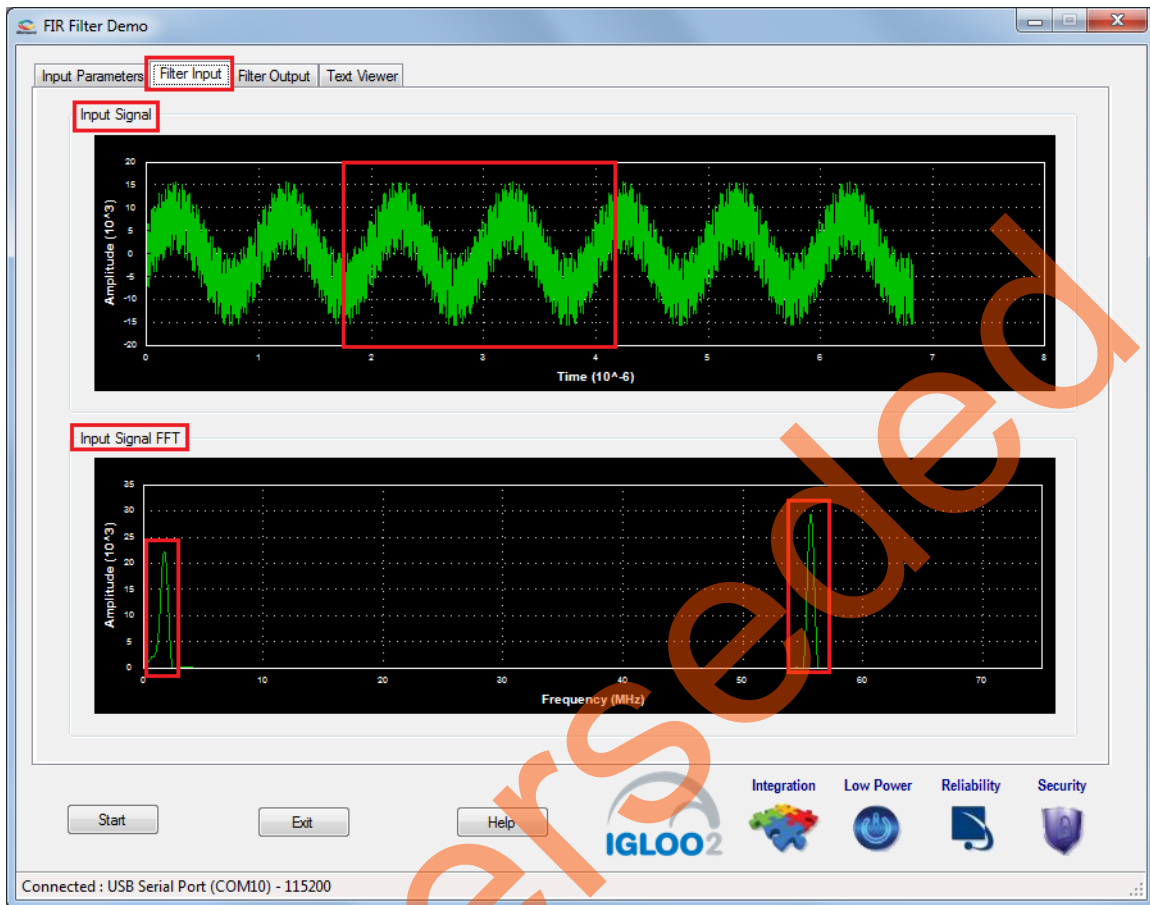 FIR Filter Demo
Input Parameters Filter Input Filter Output Text Viewer
Input Signal
Amplitude (10^3)
20
15
10
5
0
-5
-10
-15
-20
0 1 2 3 4 5 6 7 8
Time (10^-6)
Input Signal FFT
Amplitude (10^3)
35
30
25
20
15
10
5
0
0 10 20 30 40 50 60 70
Frequency (MHz)
Start Exit Help
IGLOO2
Integration Low Power Reliability Security
Connected : USB Serial Port (COM10) - 115200
erseded